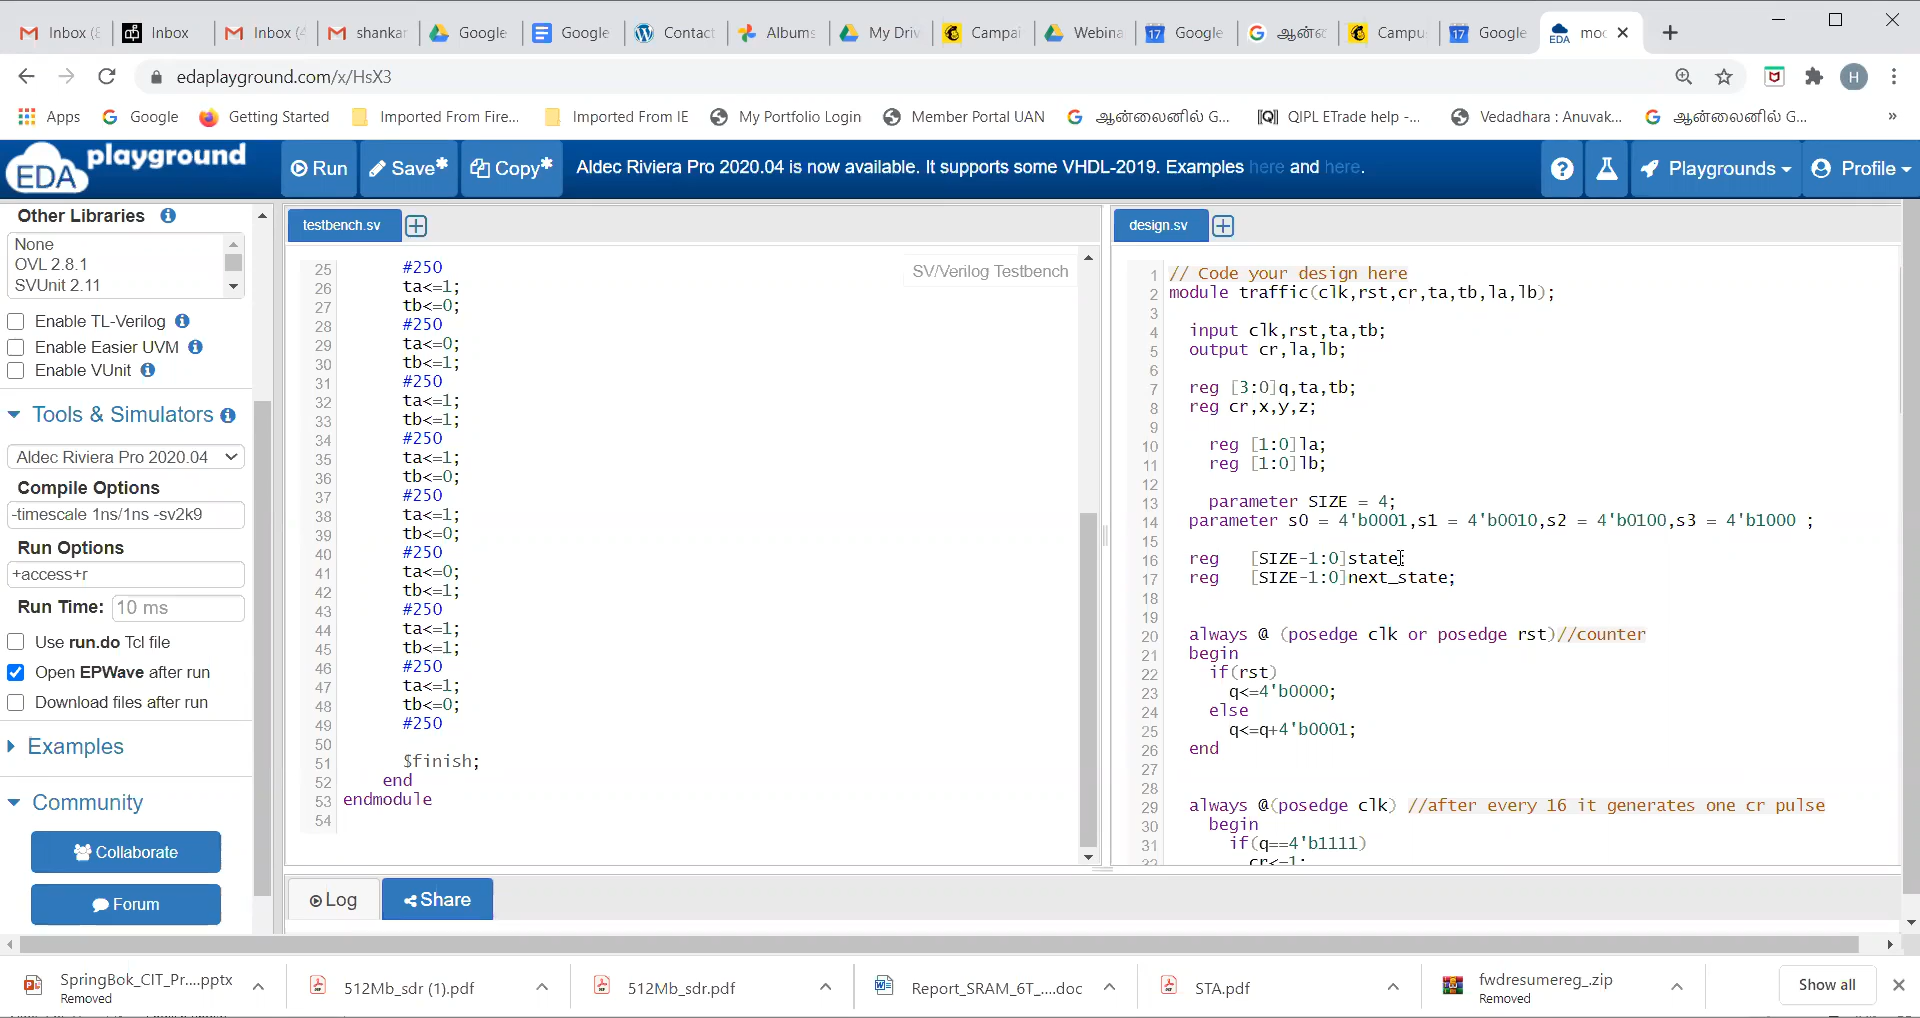 Inbox (8
Inbox
Inbox (4
shankar
Google
Google
Contact
Albums
My Driv
Campai
Webina
17 Google
ஆன்
Campu
17 Google
EDA moc
edaplayground.com/x/HsX3
H
Apps
Google
Getting Started
Imported From Fire...
Imported From IE
My Portfolio Login
Member Portal UAN
ஆன்லைனில் G...
|Q| QIPL ETrade help -...
Vedadhara : Anuvak...
ஆன்லைனில் G...
»
EDA playground
Run
Save*
Copy*
Aldec Riviera Pro 2020.04 is now available. It supports some VHDL-2019. Examples here and here.
?
Playgrounds
Profile
Other Libraries
None
OVL 2.8.1
SVUnit 2.11
Enable TL-Verilog
Enable Easier UVM
Enable VUnit
Tools & Simulators
Aldec Riviera Pro 2020.04
Compile Options
-timescale 1ns/1ns -sv2k9
Run Options
+access+r
Run Time: 10 ms
Use run.do Tcl file
Open EPWave after run
Download files after run
Examples
Community
Collaborate
Forum
testbench.sv
SV/Verilog Testbench
25 #250
26 ta<=1;
27 tb<=0;
28 #250
29 ta<=0;
30 tb<=1;
31 #250
32 ta<=1;
33 tb<=1;
34 #250
35 ta<=1;
36 tb<=0;
37 #250
38 ta<=1;
39 tb<=0;
40 #250
41 ta<=0;
42 tb<=1;
43 #250
44 ta<=1;
45 tb<=1;
46 #250
47 ta<=1;
48 tb<=0;
49 #250
50
51 $finish;
52 end
53 endmodule
54
design.sv
1 // Code your design here
2 module traffic(clk,rst,cr,ta,tb,la,lb);
3
4 input clk,rst,ta,tb;
5 output cr,la,lb;
6
7 reg [3:0]q,ta,tb;
8 reg cr,x,y,z;
9
10 reg [1:0]la;
11 reg [1:0]lb;
12
13 parameter SIZE = 4;
14 parameter s0 = 4'b0001,s1 = 4'b0010,s2 = 4'b0100,s3 = 4'b1000 ;
15
16 reg [SIZE-1:0]state;
17 reg [SIZE-1:0]next_state;
18
19
20 always @ (posedge clk or posedge rst)//counter
21 begin
22 if(rst)
23 q<=4'b0000;
24 else
25 q<=q+4'b0001;
26 end
27
28
29 always @(posedge clk) //after every 16 it generates one cr pulse
30 begin
31 if(q==4'b1111)
32 cr<=1;
Log
Share
SpringBok_CIT_Pr....pptx
Removed
512Mb_sdr (1).pdf
512Mb_sdr.pdf
Report_SRAM_6T_....doc
STA.pdf
fwdresumereg_.zip
Removed
Show all